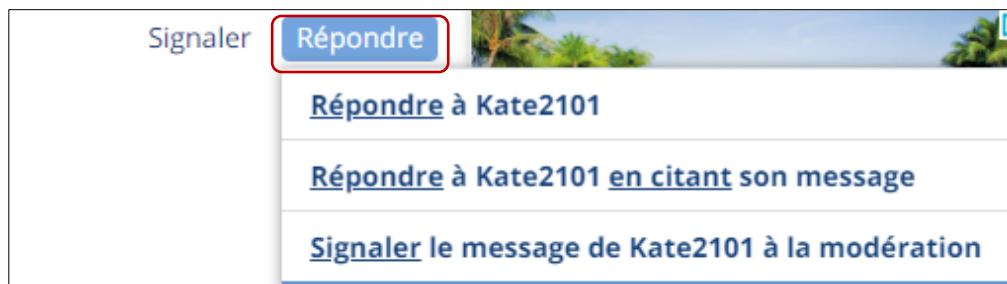 Signaler Répondre
Répondre à Kate2101
Répondre à Kate2101 en citant son message
Signaler le message de Kate2101 à la modération